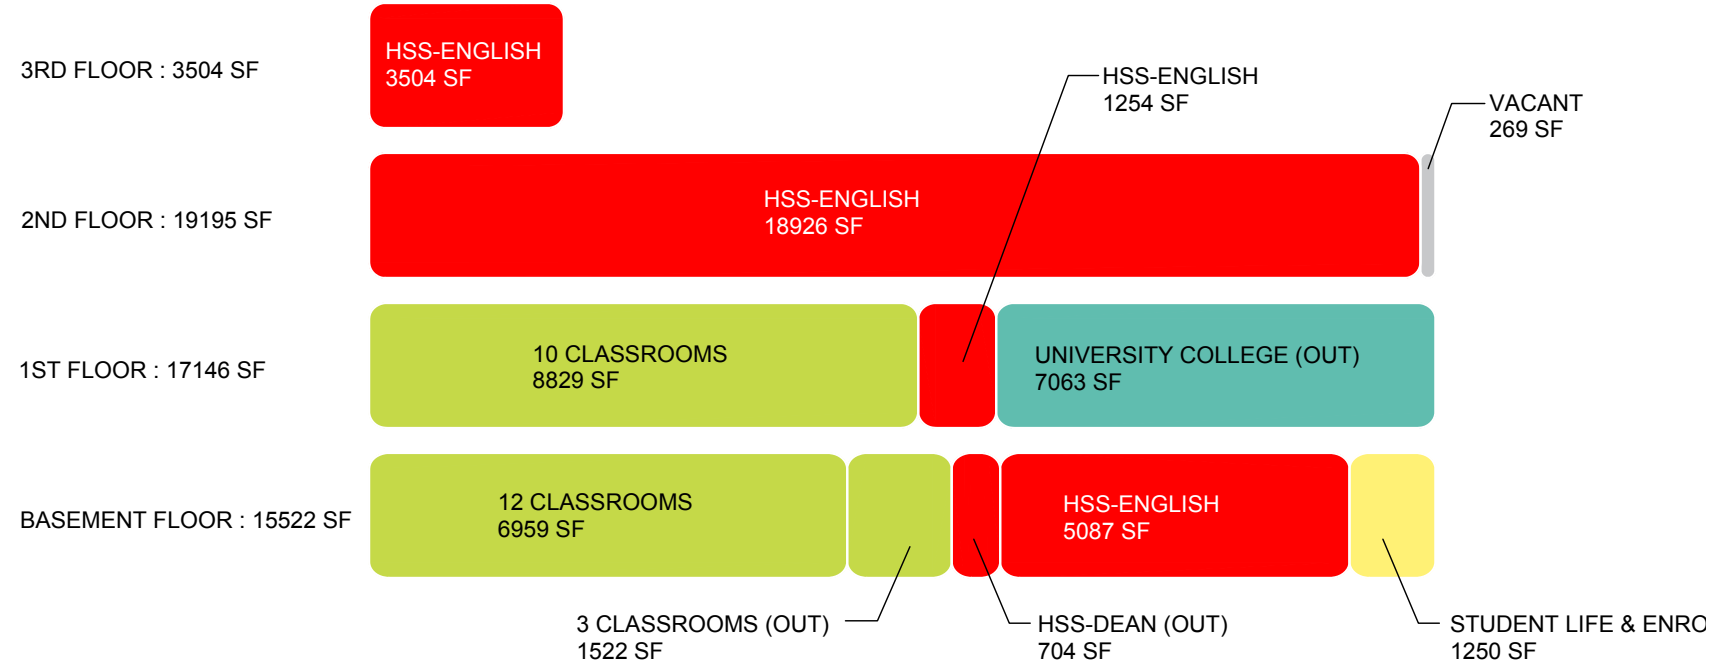 3RD FLOOR : 3504 SF
HSS-ENGLISH
3504 SF
HSS-ENGLISH
1254 SF
VACANT
269 SF
2ND FLOOR : 19195 SF
HSS-ENGLISH
18926 SF
1ST FLOOR : 17146 SF
10 CLASSROOMS
8829 SF
UNIVERSITY COLLEGE (OUT)
7063 SF
BASEMENT FLOOR : 15522 SF
12 CLASSROOMS
6959 SF
HSS-ENGLISH
5087 SF
3 CLASSROOMS (OUT)
1522 SF
HSS-DEAN (OUT)
704 SF
STUDENT LIFE & ENRO
1250 SF